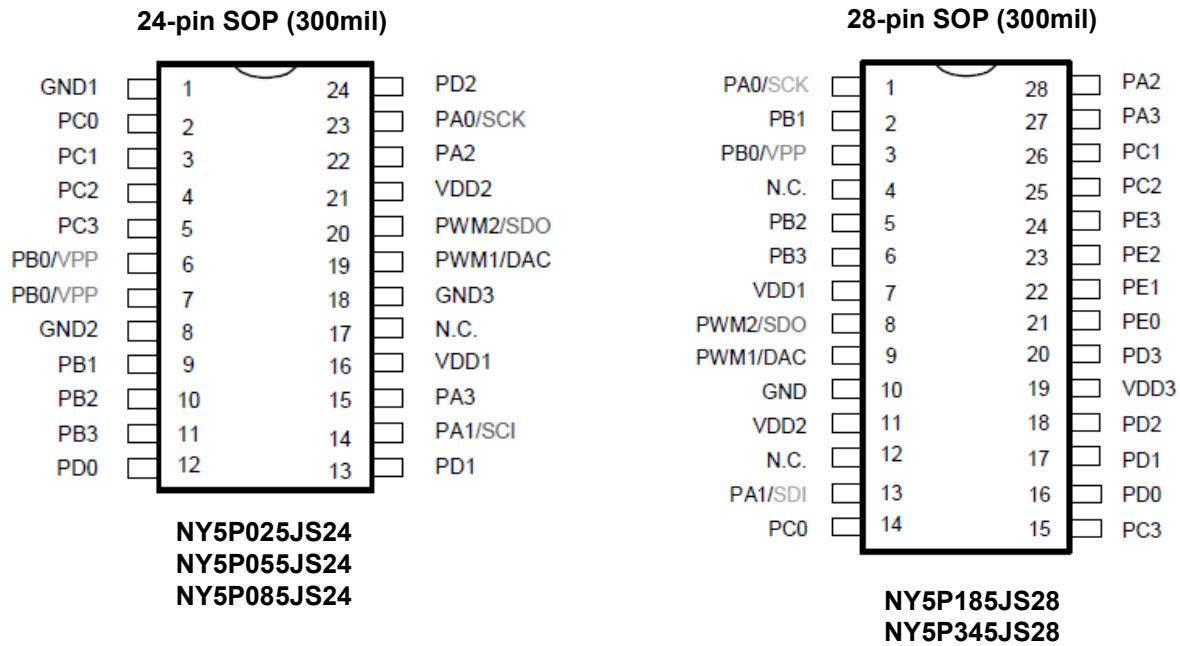 24-pin SOP (300mil)
GND1 1 24 PD2
PC0 2 23 PA0/SCK
PC1 3 22 PA2
PC2 4 21 VDD2
PC3 5 20 PWM2/SDO
PB0/VPP 6 19 PWM1/DAC
PB0/VPP 7 18 GND3
GND2 8 17 N.C.
PB1 9 16 VDD1
PB2 10 15 PA3
PB3 11 14 PA1/SCI
PD0 12 13 PD1
NY5P025JS24
NY5P055JS24
NY5P085JS24
28-pin SOP (300mil)
PA0/SCK 1 28 PA2
PB1 2 27 PA3
PB0/VPP 3 26 PC1
N.C. 4 25 PC2
PB2 5 24 PE3
PB3 6 23 PE2
VDD1 7 22 PE1
PWM2/SDO 8 21 PE0
PWM1/DAC 9 20 PD3
GND 10 19 VDD3
VDD2 11 18 PD2
N.C. 12 17 PD1
PA1/SDI 13 16 PD0
PC0 14 15 PC3
NY5P185JS28
NY5P345JS28